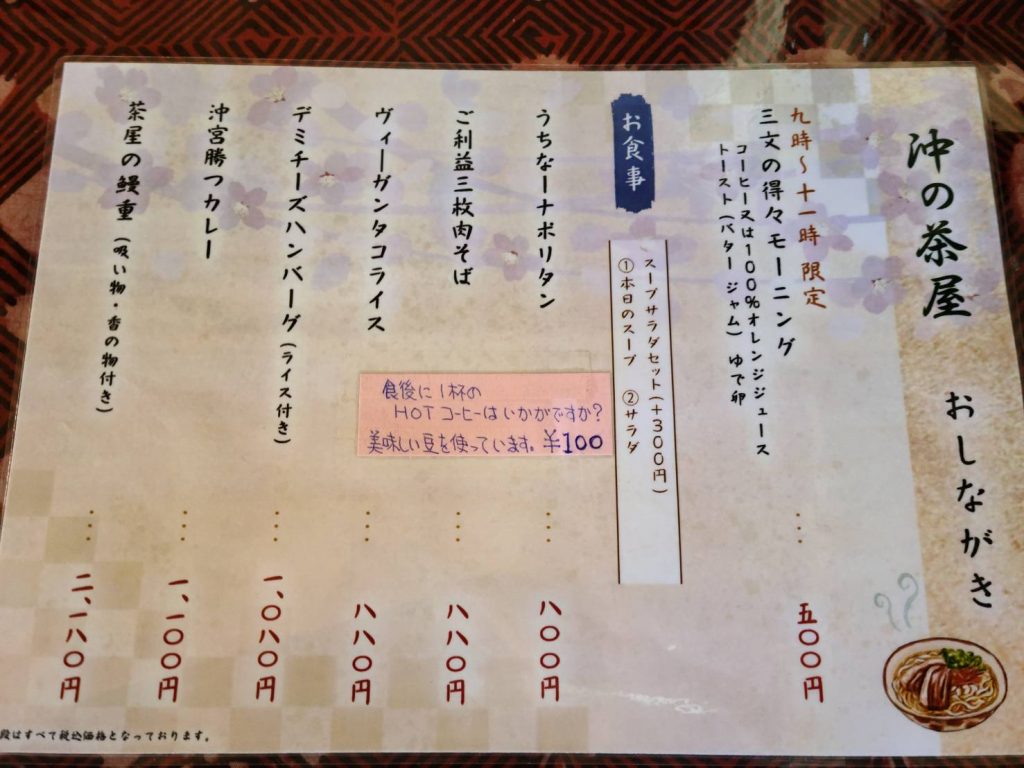 沖の茶屋 おしながき
九時〜十一時 限定
三文の得々モーニング ・・・ 五〇〇円
コーヒー又は100%オレンジジュース
トースト(バター ジャム) ゆで卵
お食事
スープサラダセット(+300円)
①本日のスープ ②サラダ
うちなーナポリタン ・・・ 八〇〇円
ご利益三枚肉そば ・・・ 八八〇円
ヴィーガンタコライス ・・・ 八八〇円
デミチーズハンバーグ(ライス付き) ・・・ 一、〇八〇円
沖宮勝つカレー ・・・ 一、一〇〇円
茶屋の鰻重(吸い物・香の物付き) ・・・ 二、一八〇円
食後に1杯の
HOTコーヒーはいかがですか?
美味しい豆を使っています。¥100
段はすべて税込価格となっております。